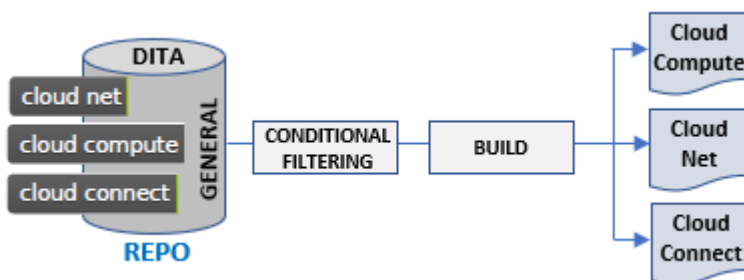 DITA
cloud net
cloud compute
cloud connect
GENERAL
REPO
CONDITIONAL
FILTERING
BUILD
Cloud
Compute
Cloud
Net
Cloud
Connect